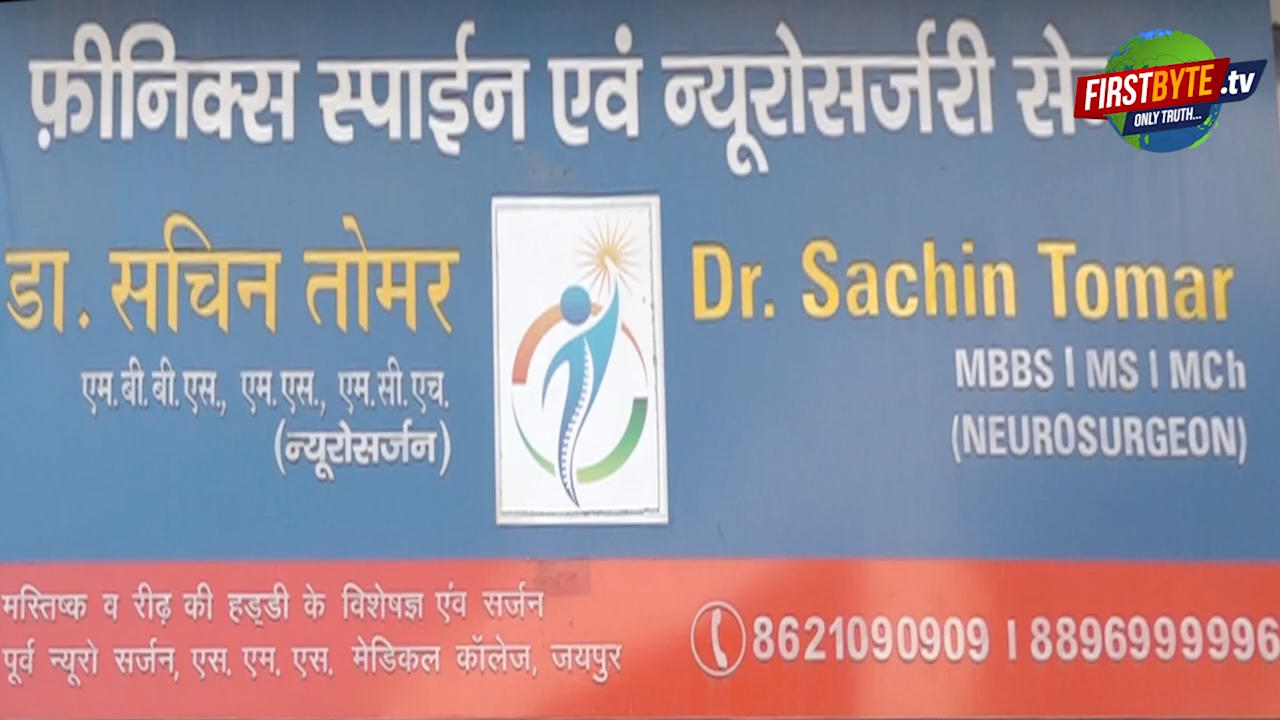 फ़ीनिक्स स्पाईन एवं न्यूरोसर्जरी
FIRSTBYTE.tv
ONLY TRUTH...
डा. सचिन तोमर
एम.बी.बी.एस., एम.एस., एम.सी.एच.
(न्यूरोसर्जन)
Dr. Sachin Tomar
MBBS | MS | MCh
(NEUROSURGEON)
मस्तिष्क व रीढ़ की हड्डी के विशेषज्ञ एंव सर्जन
पूर्व न्यूरो सर्जन, एस. एम. एस. मेडिकल कॉलेज, जयपुर
8621090909 | 8896999996